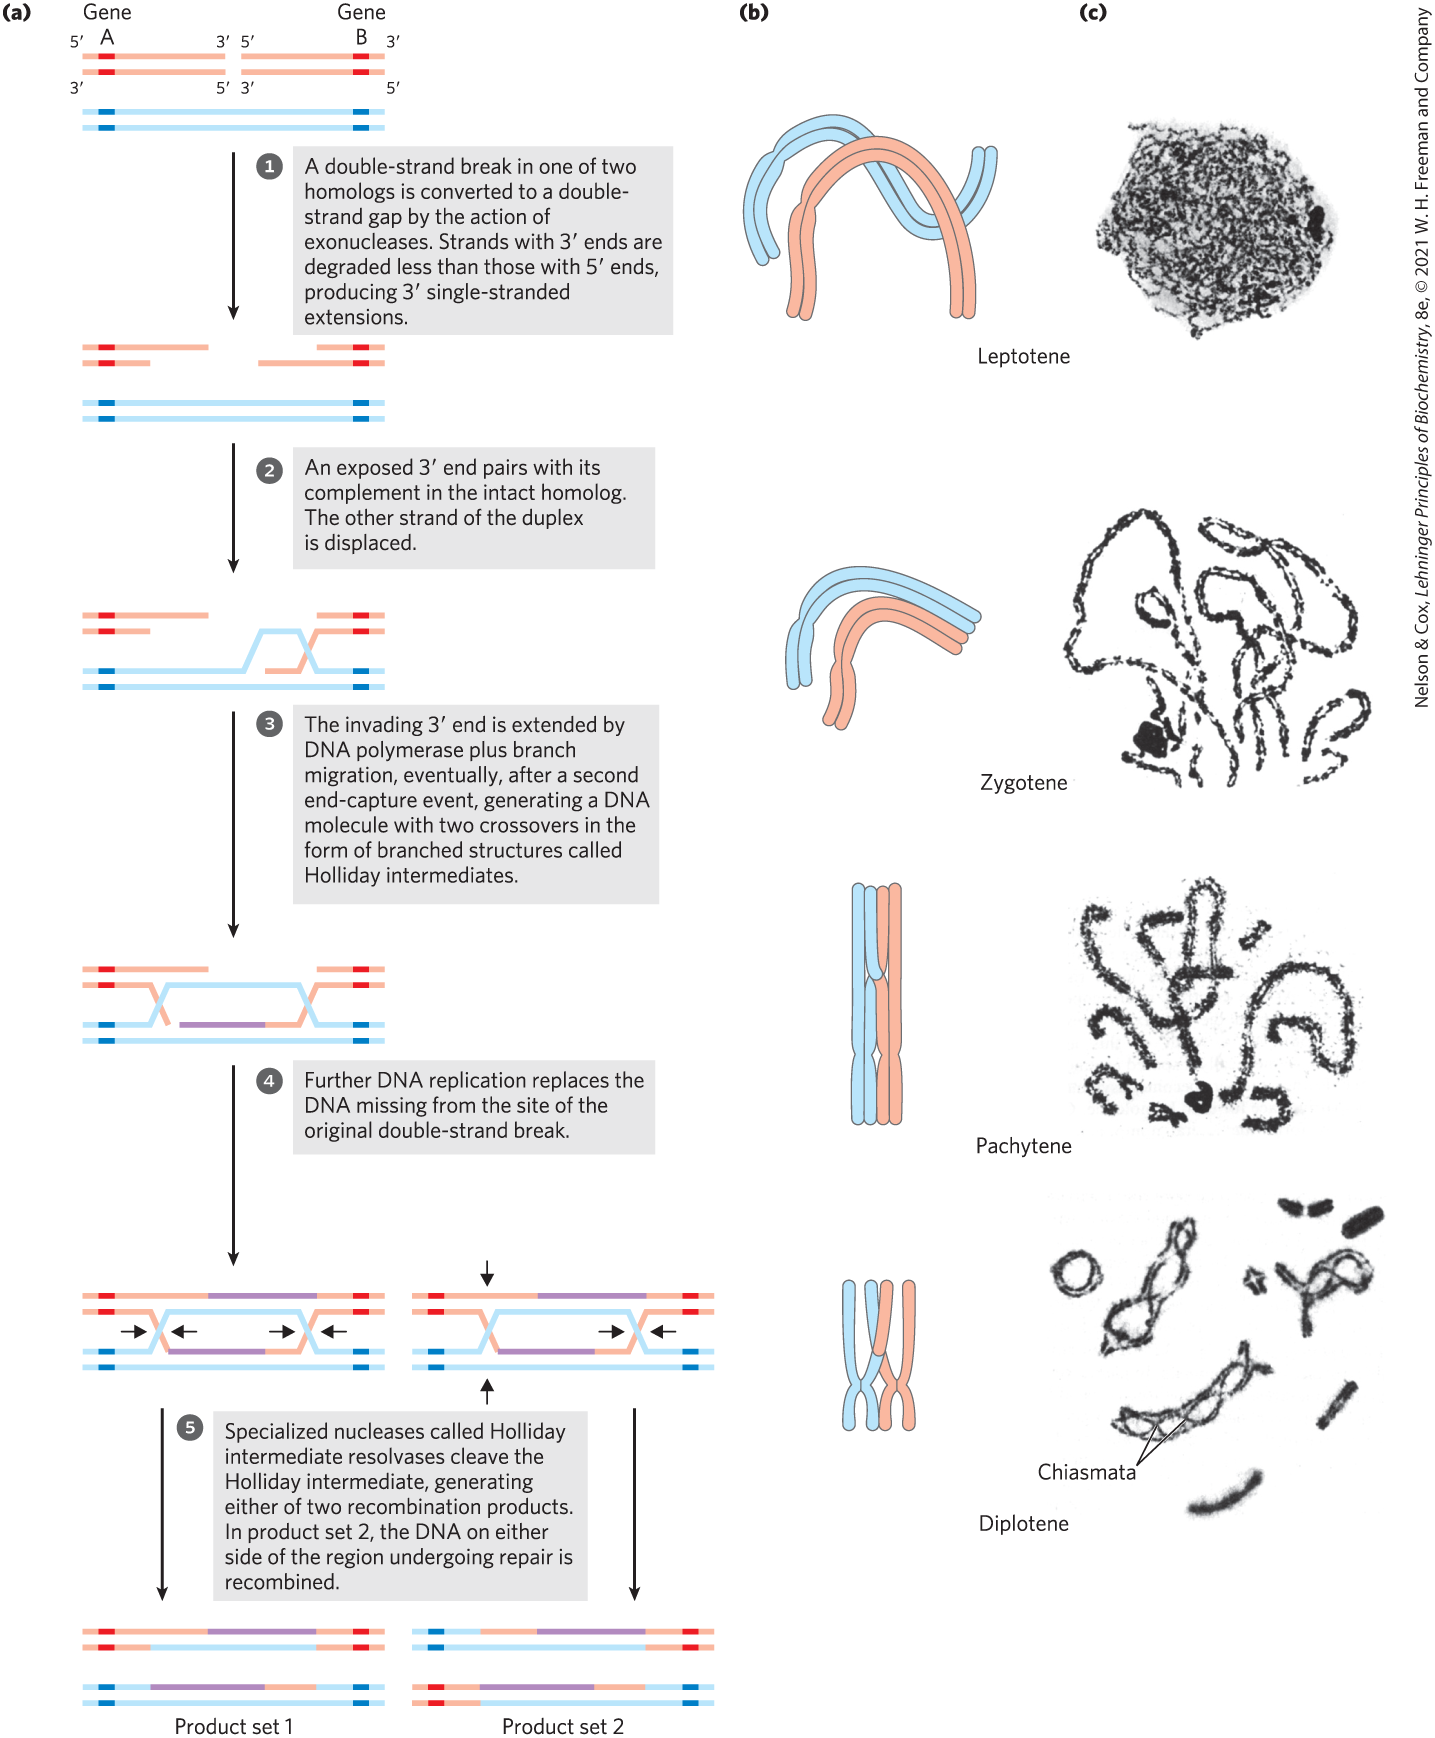 (a)
Gene
A
Gene
B
5′
3′
5′
3′
3′
5′
3′
5′
1
A double-strand break in one of two
homologs is converted to a double-
strand gap by the action of
exonucleases. Strands with 3′ ends are
degraded less than those with 5′ ends,
producing 3′ single-stranded
extensions.
2
An exposed 3′ end pairs with its
complement in the intact homolog.
The other strand of the duplex
is displaced.
3
The invading 3′ end is extended by
DNA polymerase plus branch
migration, eventually, after a second
end-capture event, generating a DNA
molecule with two crossovers in the
form of branched structures called
Holliday intermediates.
4
Further DNA replication replaces the
DNA missing from the site of the
original double-strand break.
5
Specialized nucleases called Holliday
intermediate resolvases cleave the
Holliday intermediate, generating
either of two recombination products.
In product set 2, the DNA on either
side of the region undergoing repair is
recombined.
Product set 1
Product set 2
(b)
(c)
Leptotene
Zygotene
Pachytene
Chiasmata
Diplotene
Nelson & Cox, Lehninger Principles of Biochemistry, 8e, © 2021 W. H. Freeman and Company